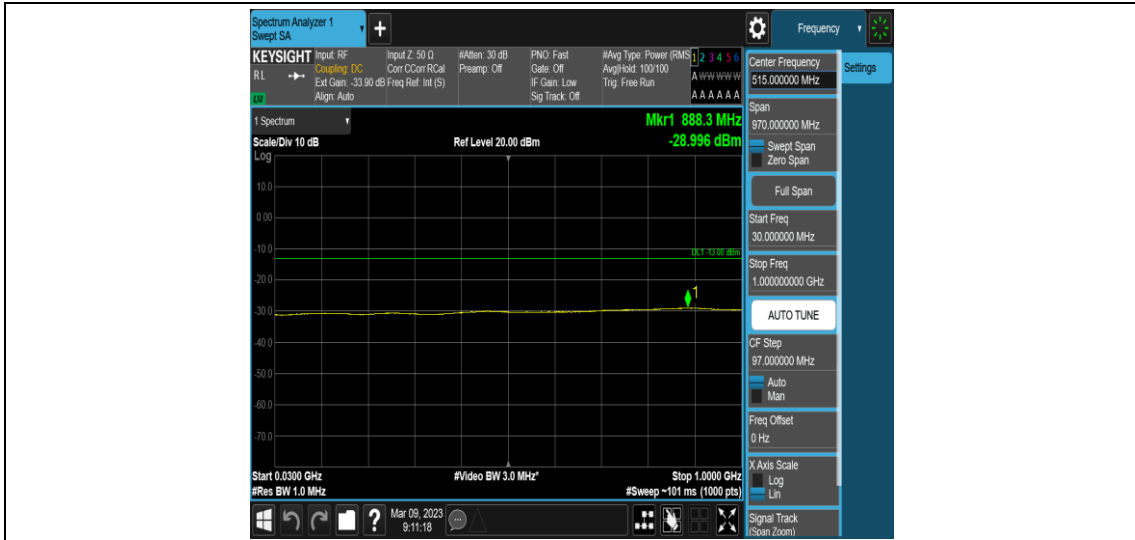 Spectrum Analyzer 1
Swept SA
+
Frequency
KEYSIGHT
RL
LXI
Input: RF
Coupling: DC
Ext Gain: -33.90 dB
Align: Auto
Input Z: 50 Ω
Corr CCorr RCal
Freq Ref: Int (S)
#Atten: 30 dB
Preamp: Off
PNO: Fast
Gate: Off
IF Gain: Low
Sig Track: Off
#Avg Type: Power (RMS
Avg|Hold: 100/100
Trig: Free Run
1 2 3 4 5 6
A W W W W W
A A A A A A
1 Spectrum
Mkr1 888.3 MHz
Scale/Div 10 dB
Ref Level 20.00 dBm
-28.996 dBm
Log
10.0
0.00
-10.0
DL1 -13.00 dBm
-20.0
1
-30.0
-40.0
-50.0
-60.0
-70.0
Start 0.0300 GHz
#Video BW 3.0 MHz*
Stop 1.0000 GHz
#Res BW 1.0 MHz
#Sweep ~101 ms (1000 pts)
Center Frequency
515.000000 MHz
Settings
Span
970.000000 MHz
Swept Span
Zero Span
Full Span
Start Freq
30.000000 MHz
Stop Freq
1.000000000 GHz
AUTO TUNE
CF Step
97.000000 MHz
Auto
Man
Freq Offset
0 Hz
X Axis Scale
Log
Lin
Signal Track
(Span Zoom)
?
Mar 09, 2023
9:11:18